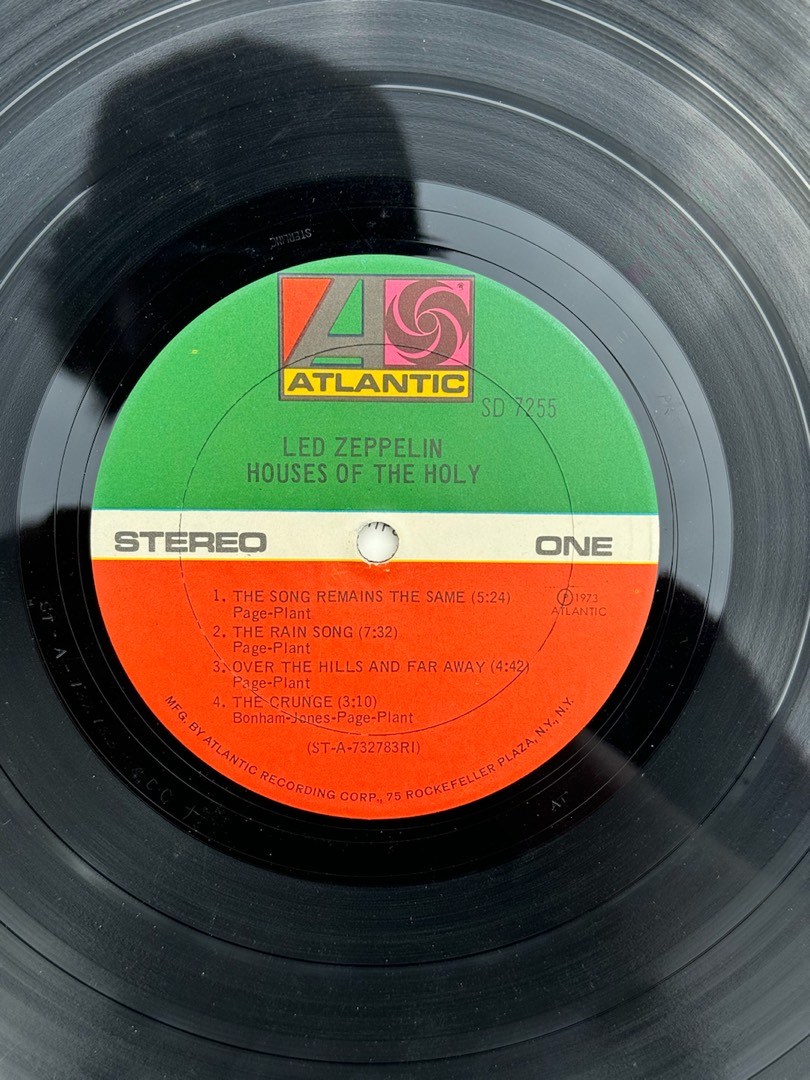 STERLING
ATLANTIC
SD 7255
LED ZEPPELIN
HOUSES OF THE HOLY
STEREO
ONE
1. THE SONG REMAINS THE SAME (5:24)
Page-Plant
℗1973
ATLANTIC
2. THE RAIN SONG (7:32)
Page-Plant
3. OVER THE HILLS AND FAR AWAY (4:42)
Page-Plant
4. THE CRUNGE (3:10)
Bonham-Jones-Page-Plant
(ST-A-732783RI)
MFG. BY ATLANTIC RECORDING CORP., 75 ROCKEFELLER PLAZA, N.Y., N.Y.
ST-A-